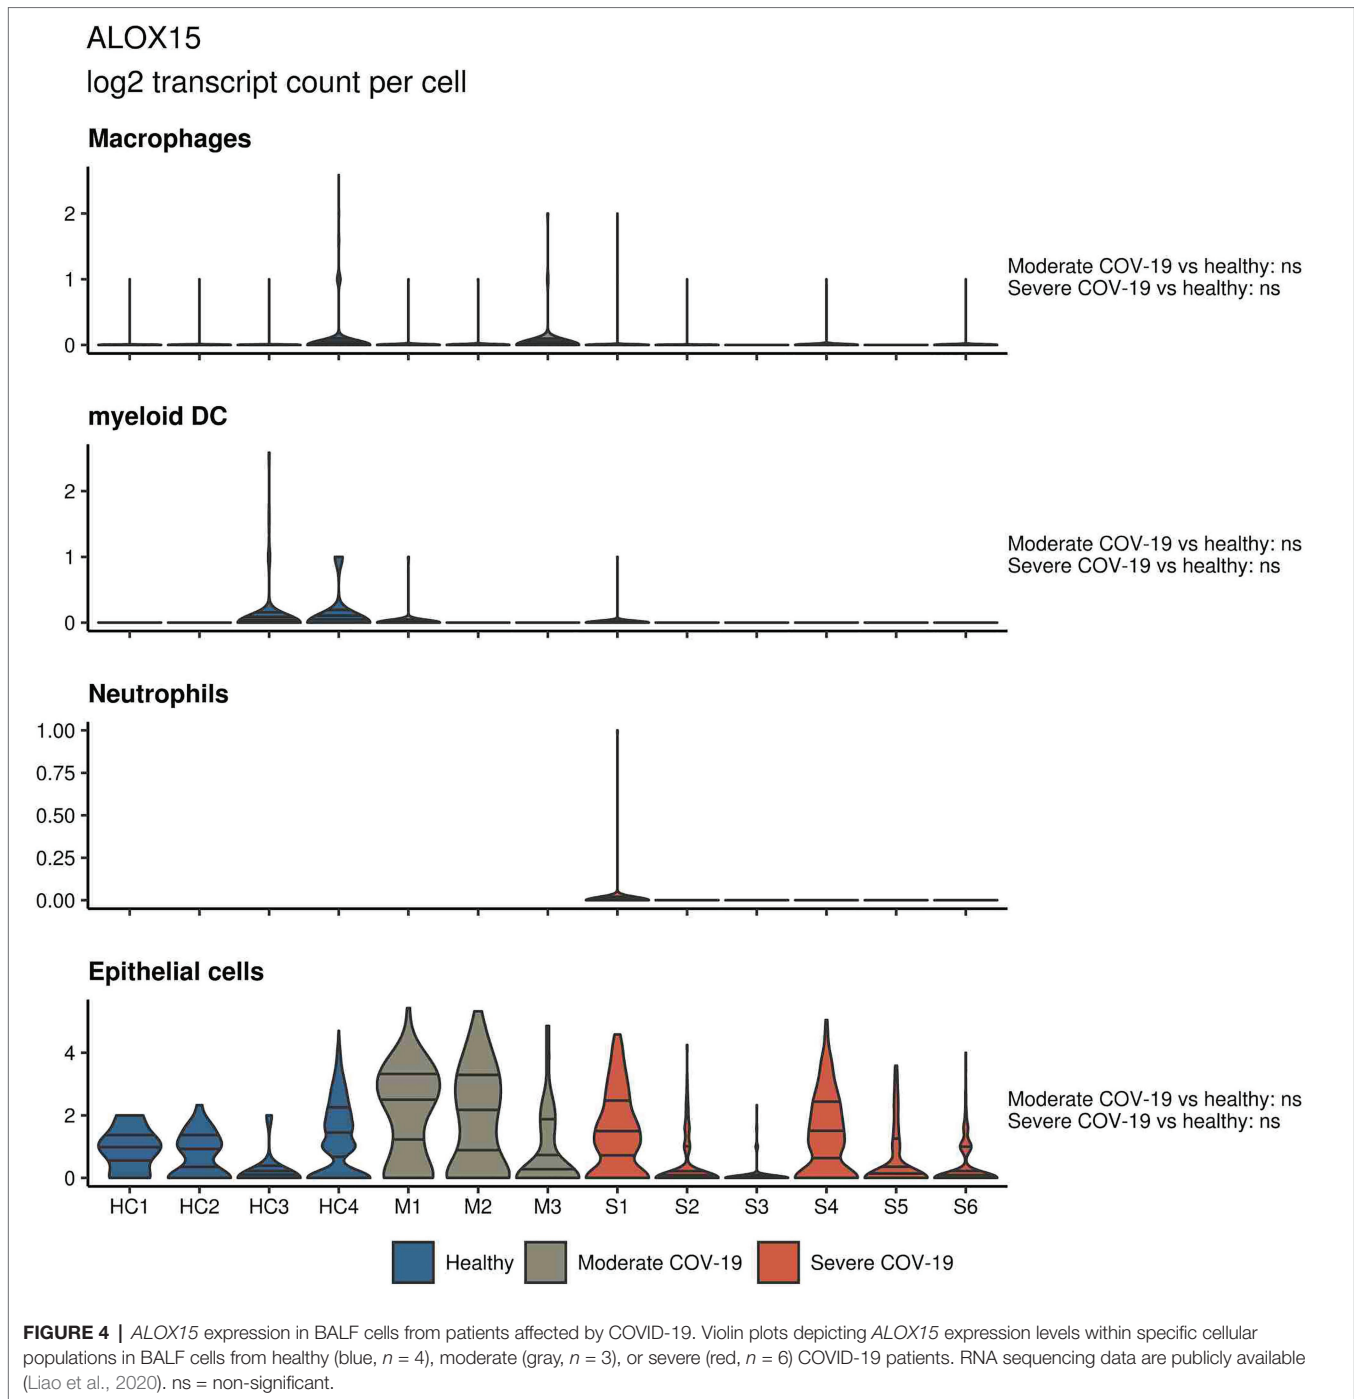 ALOX15
log2 transcript count per cell
Macrophages
2
1
0
Moderate COV-19 vs healthy: ns
Severe COV-19 vs healthy: ns
myeloid DC
2
1
0
Moderate COV-19 vs healthy: ns
Severe COV-19 vs healthy: ns
Neutrophils
1.00
0.75
0.50
0.25
0.00
Epithelial cells
4
2
0
Moderate COV-19 vs healthy: ns
Severe COV-19 vs healthy: ns
HC1 HC2 HC3 HC4 M1 M2 M3 S1 S2 S3 S4 S5 S6
Healthy Moderate COV-19 Severe COV-19
FIGURE 4 | ALOX15 expression in BALF cells from patients affected by COVID-19. Violin plots depicting ALOX15 expression levels within specific cellular
populations in BALF cells from healthy (blue, n = 4), moderate (gray, n = 3), or severe (red, n = 6) COVID-19 patients. RNA sequencing data are publicly available
(Liao et al., 2020). ns = non-significant.